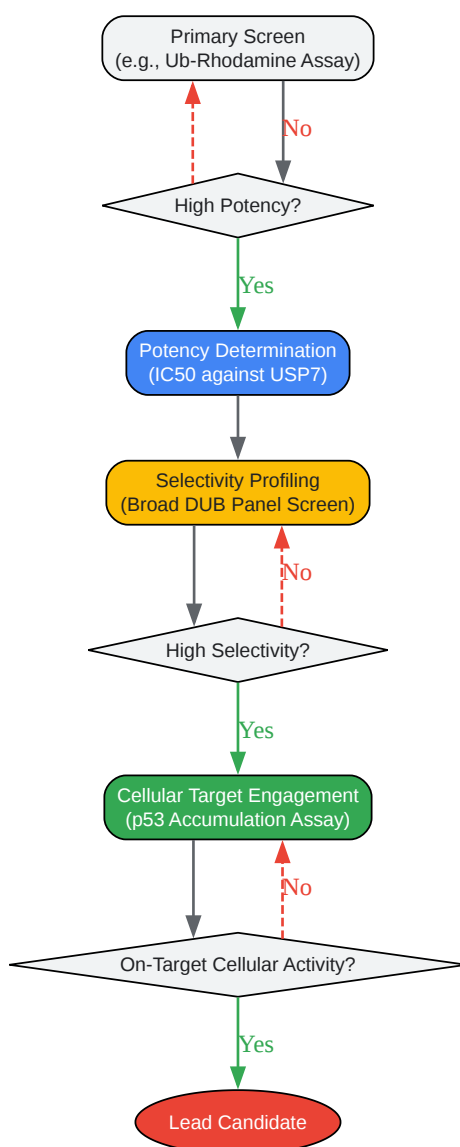 Primary Screen
(e.g., Ub-Rhodamine Assay)
No
High Potency?
Yes
Potency Determination
(IC50 against USP7)
Selectivity Profiling
(Broad DUB Panel Screen)
No
High Selectivity?
Yes
Cellular Target Engagement
(p53 Accumulation Assay)
No
On-Target Cellular Activity?
Yes
Lead Candidate